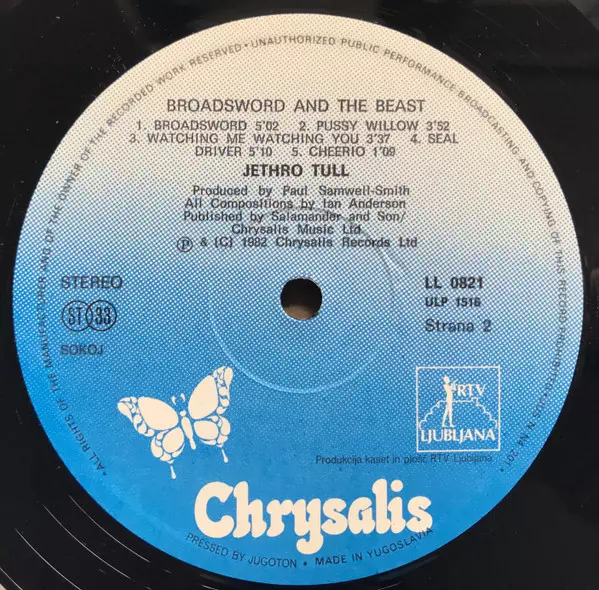 • ALL RIGHTS OF THE MANUFACTURER AND OF THE OWNER OF THE RECORDED WORK RESERVED • UNAUTHORIZED PUBLIC PERFORMANCE BROADCASTING AND COPYING OF THIS RECORD PROHIBITED • JUS N N4 201 •
BROADSWORD AND THE BEAST
1. BROADSWORD 5'02 2. PUSSY WILLOW 3'52
3. WATCHING ME WATCHING YOU 3'37 4. SEAL
DRIVER 5'10 5. CHEERIO 1'09
JETHRO TULL
Produced by Paul Samwell-Smith
All Compositions by Ian Anderson
Published by Salamander and Son/
Chrysalis Music Ltd
Ⓟ & (C) 1982 Chrysalis Records Ltd
STEREO
ST 33
SOKOJ
LL 0821
ULP 1516
Strana 2
RTV
LJUBLJANA
Produkcija kaset in plošč RTV Ljubljana
Chrysalis
PRESSED BY JUGOTON • MADE IN YUGOSLAVIA